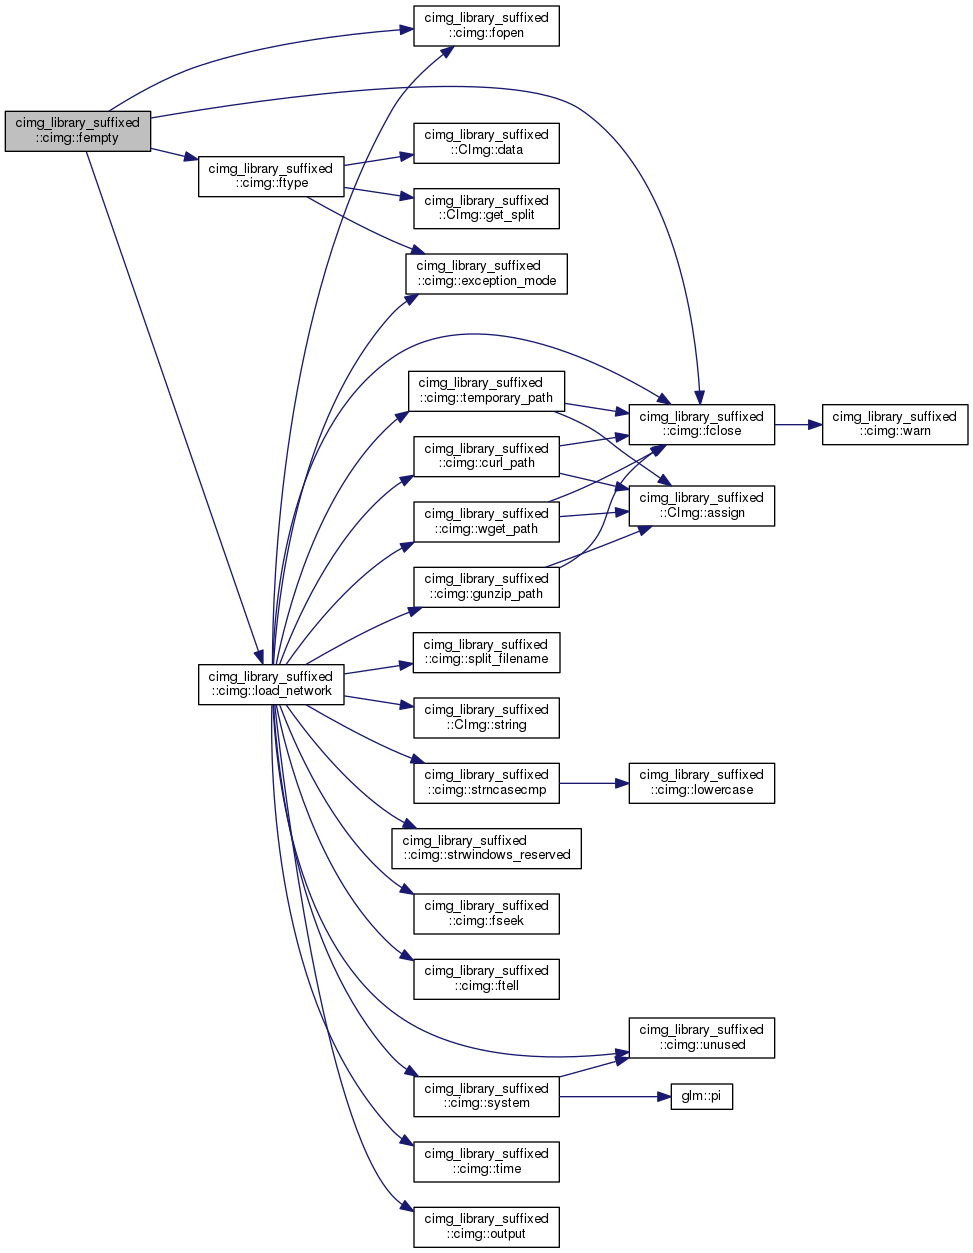 cimg_library_suffixed
::cimg::fopen
cimg_library_suffixed
::cimg::fempty
cimg_library_suffixed
::CImg::data
cimg_library_suffixed
::cimg::ftype
cimg_library_suffixed
::CImg::get_split
cimg_library_suffixed
::cimg::exception_mode
cimg_library_suffixed
::cimg::temporary_path
cimg_library_suffixed
::cimg::fclose
cimg_library_suffixed
::cimg::warn
cimg_library_suffixed
::cimg::curl_path
cimg_library_suffixed
::CImg::assign
cimg_library_suffixed
::cimg::wget_path
cimg_library_suffixed
::cimg::gunzip_path
cimg_library_suffixed
::cimg::split_filename
cimg_library_suffixed
::cimg::load_network
cimg_library_suffixed
::CImg::string
cimg_library_suffixed
::cimg::strncasecmp
cimg_library_suffixed
::cimg::lowercase
cimg_library_suffixed
::cimg::strwindows_reserved
cimg_library_suffixed
::cimg::fseek
cimg_library_suffixed
::cimg::ftell
cimg_library_suffixed
::cimg::unused
cimg_library_suffixed
::cimg::system
glm::pi
cimg_library_suffixed
::cimg::time
cimg_library_suffixed
::cimg::output